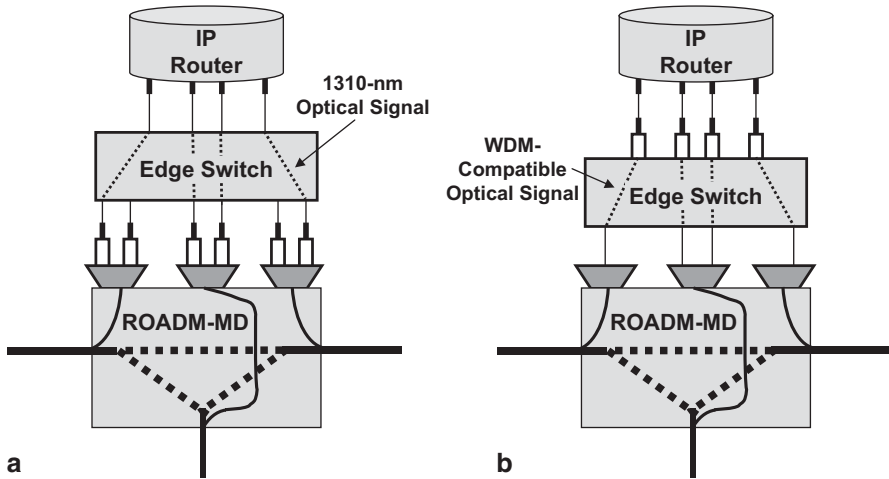 IP
Router
1310-nm
Optical Signal
Edge Switch
ROADM-MD
a
IP
Router
WDM-
Compatible
Optical Signal
Edge Switch
ROADM-MD
b